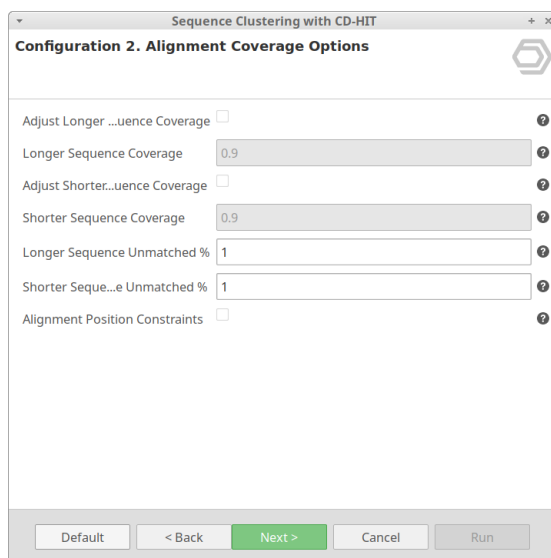 Sequence Clustering with CD-HIT
Configuration 2. Alignment Coverage Options
Adjust Longer ...uence Coverage
Longer Sequence Coverage 0.9
Adjust Shorter...uence Coverage
Shorter Sequence Coverage 0.9
Longer Sequence Unmatched % 1
Shorter Seque...e Unmatched % 1
Alignment Position Constraints
Default < Back Next > Cancel Run